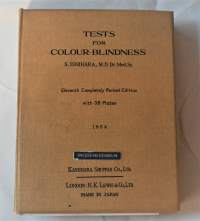 TESTS
FOR
COLOUR-BLINDNESS
S. ISHIHARA, M.D. Dr. Med. Sc.
Eleventh Completely Revised Edition
with 38 Plates
1954
KANEHARA SHUPPAN CO., LTD.
LONDON: H. K. LEWIS & CO., LTD.
MADE IN JAPAN